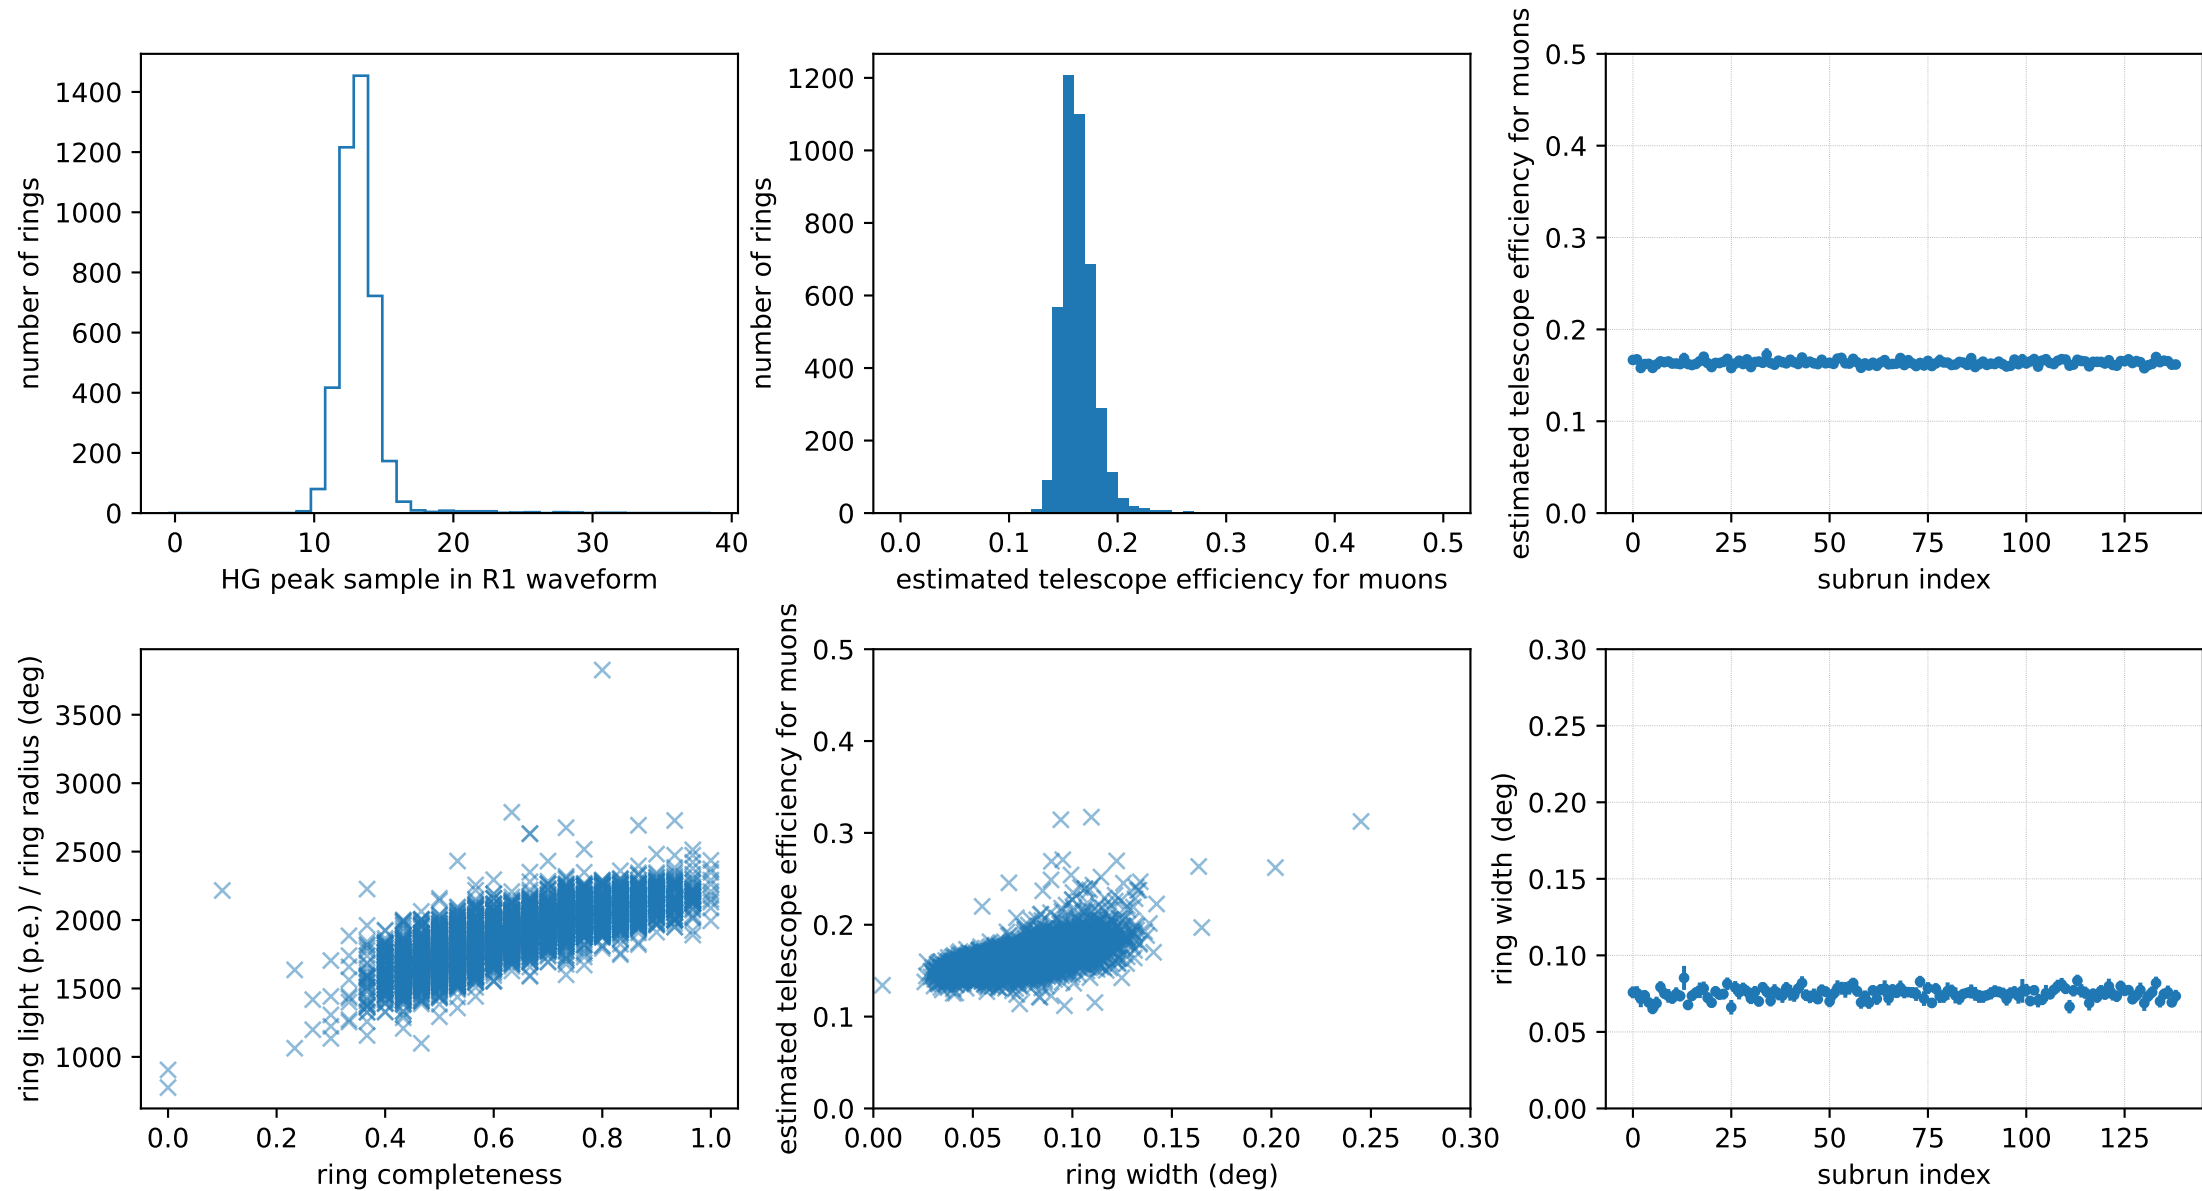 number of rings
1400
1200
1000
800
600
400
200
0
0 10 20 30 40
HG peak sample in R1 waveform
number of rings
1200
1000
800
600
400
200
0
0.0 0.1 0.2 0.3 0.4 0.5
estimated telescope efficiency for muons
estimated telescope efficiency for muons
0.5
0.4
0.3
0.2
0.1
0.0
0 25 50 75 100 125
subrun index
ring light (p.e.) / ring radius (deg)
3500
3000
2500
2000
1500
1000
0.0 0.2 0.4 0.6 0.8 1.0
ring completeness
estimated telescope efficiency for muons
0.5
0.4
0.3
0.2
0.1
0.0
0.00 0.05 0.10 0.15 0.20 0.25 0.30
ring width (deg)
ring width (deg)
0.30
0.25
0.20
0.15
0.10
0.05
0.00
0 25 50 75 100 125
subrun index